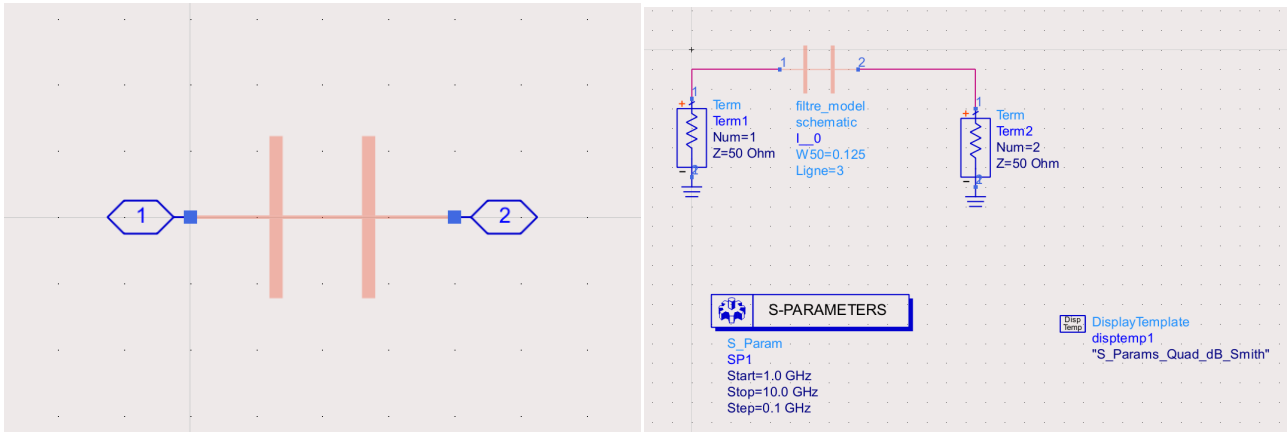 1
2
1
2
1
Term
Term1
Num=1
Z=50 Ohm
2
filtre_model
schematic
I__0
W50=0.125
Ligne=3
1
Term
Term2
Num=2
Z=50 Ohm
2
S-PARAMETERS
S_Param
SP1
Start=1.0 GHz
Stop=10.0 GHz
Step=0.1 GHz
Disp
Temp
DisplayTemplate
disptemp1
"S_Params_Quad_dB_Smith"